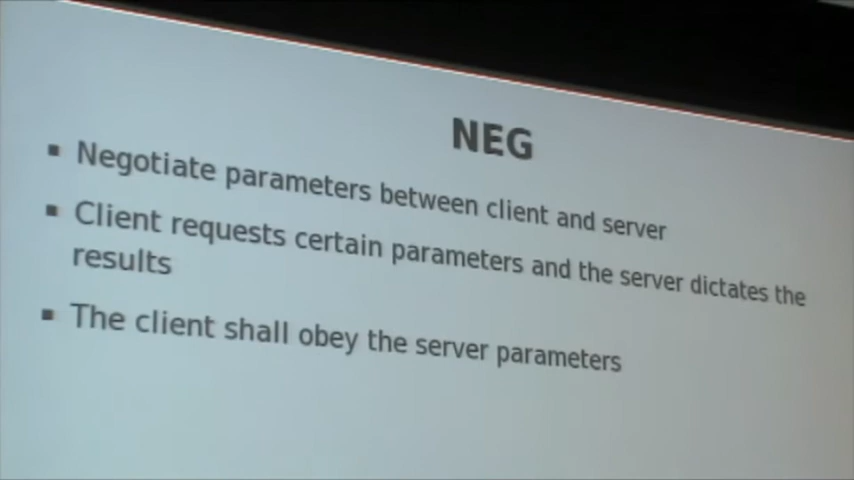 NEG
▪ Negotiate parameters between client and server
▪ Client requests certain parameters and the server dictates the
results
▪ The client shall obey the server parameters